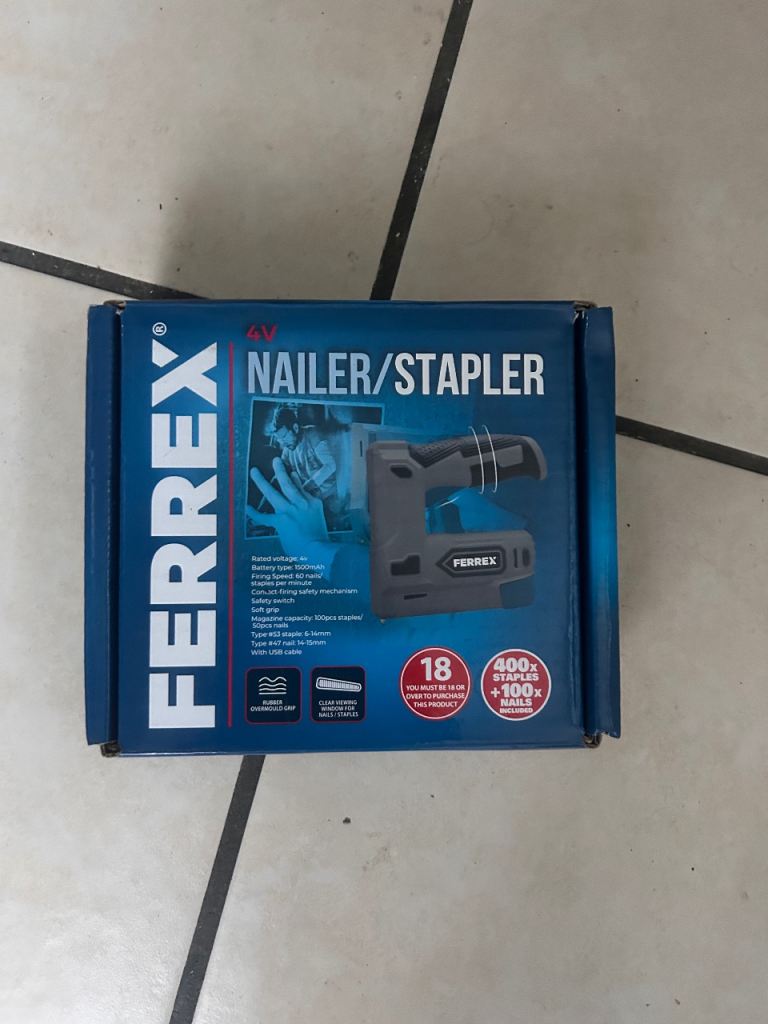 FERREX®
4V
NAILER/STAPLER
FERREX
Rated voltage: 4v
Battery type: 1500mAh
Firing Speed: 60 nails/
staples per minute
Contact-firing safety mechanism
Safety switch
Soft grip
Magazine capacity: 100pcs staples/
50pcs nails
Type #53 staple: 6-14mm
Type #47 nail: 14-15mm
With USB cable
RUBBER
OVERMOULD GRIP
CLEAR VIEWING
WINDOW FOR
NAILS / STAPLES
18
YOU MUST BE 18 OR
OVER TO PURCHASE
THIS PRODUCT
400x
STAPLES
+100x
NAILS
INCLUDED